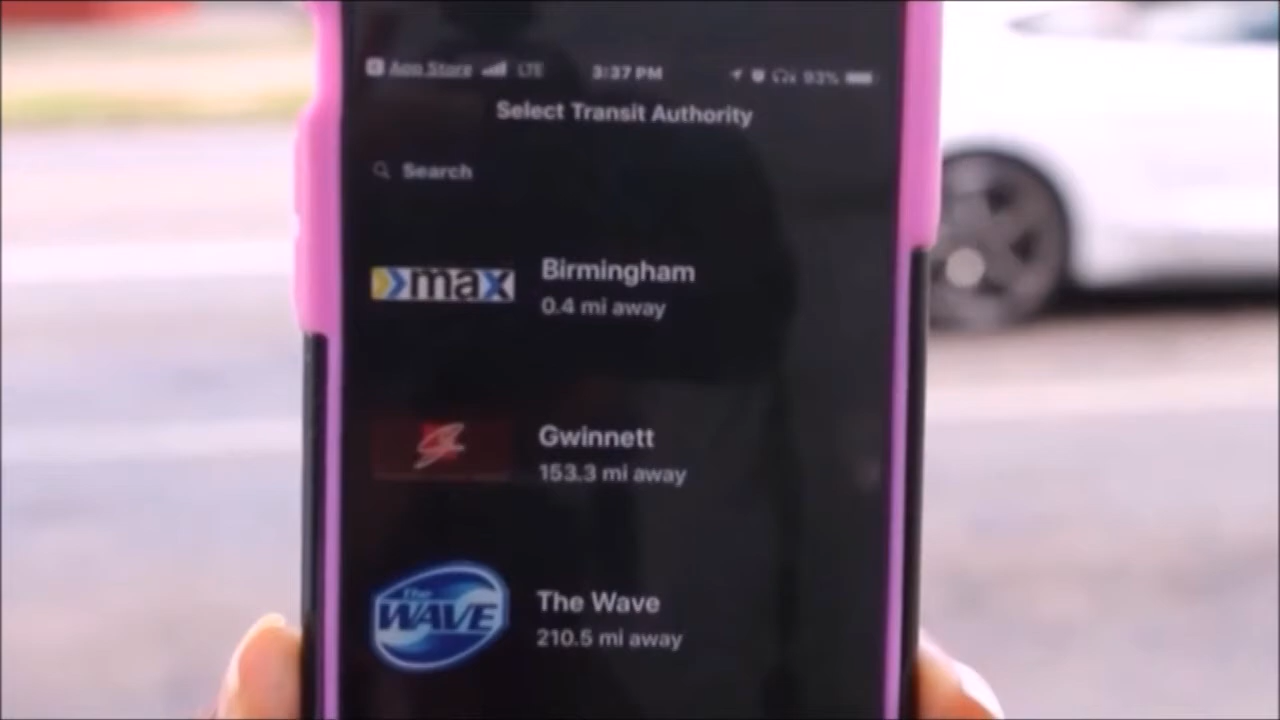 App Store LTE 3:37 PM 93%
Select Transit Authority
Search
max
Birmingham
0.4 mi away
Gwinnett
153.3 mi away
The
WAVE
The Wave
210.5 mi away